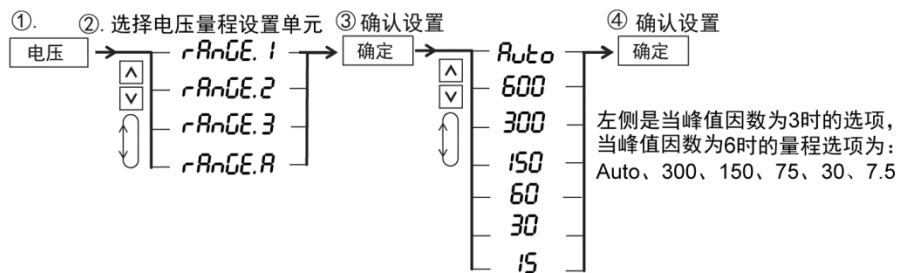 ①.
②. 选择电压量程设置单元
③ 确认设置
④ 确认设置
电压
rAnGE.1
rAnGE.2
rAnGE.3
rAnGE.A
确定
Auto
600
300
150
60
30
15
确定
左侧是当峰值因数为3时的选项，
当峰值因数为6时的量程选项为：
Auto、300、150、75、30、7.5